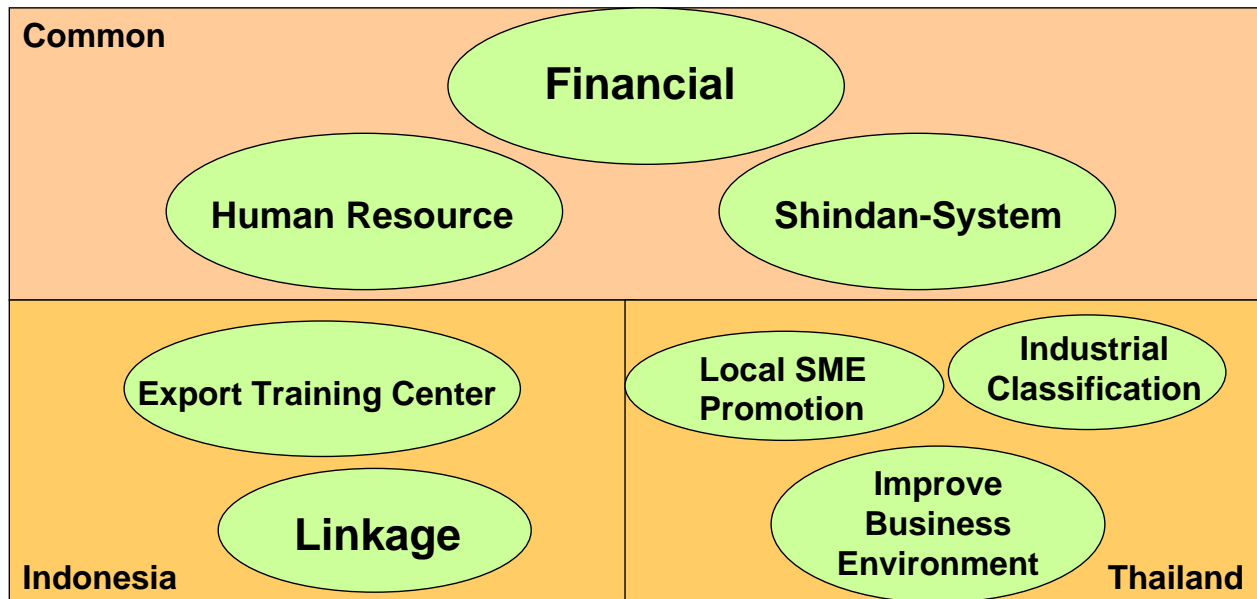 Common
Financial
Human Resource
Shindan-System
Export Training Center
Linkage
Indonesia
Local SME
Promotion
Industrial
Classification
Improve
Business
Environment
Thailand